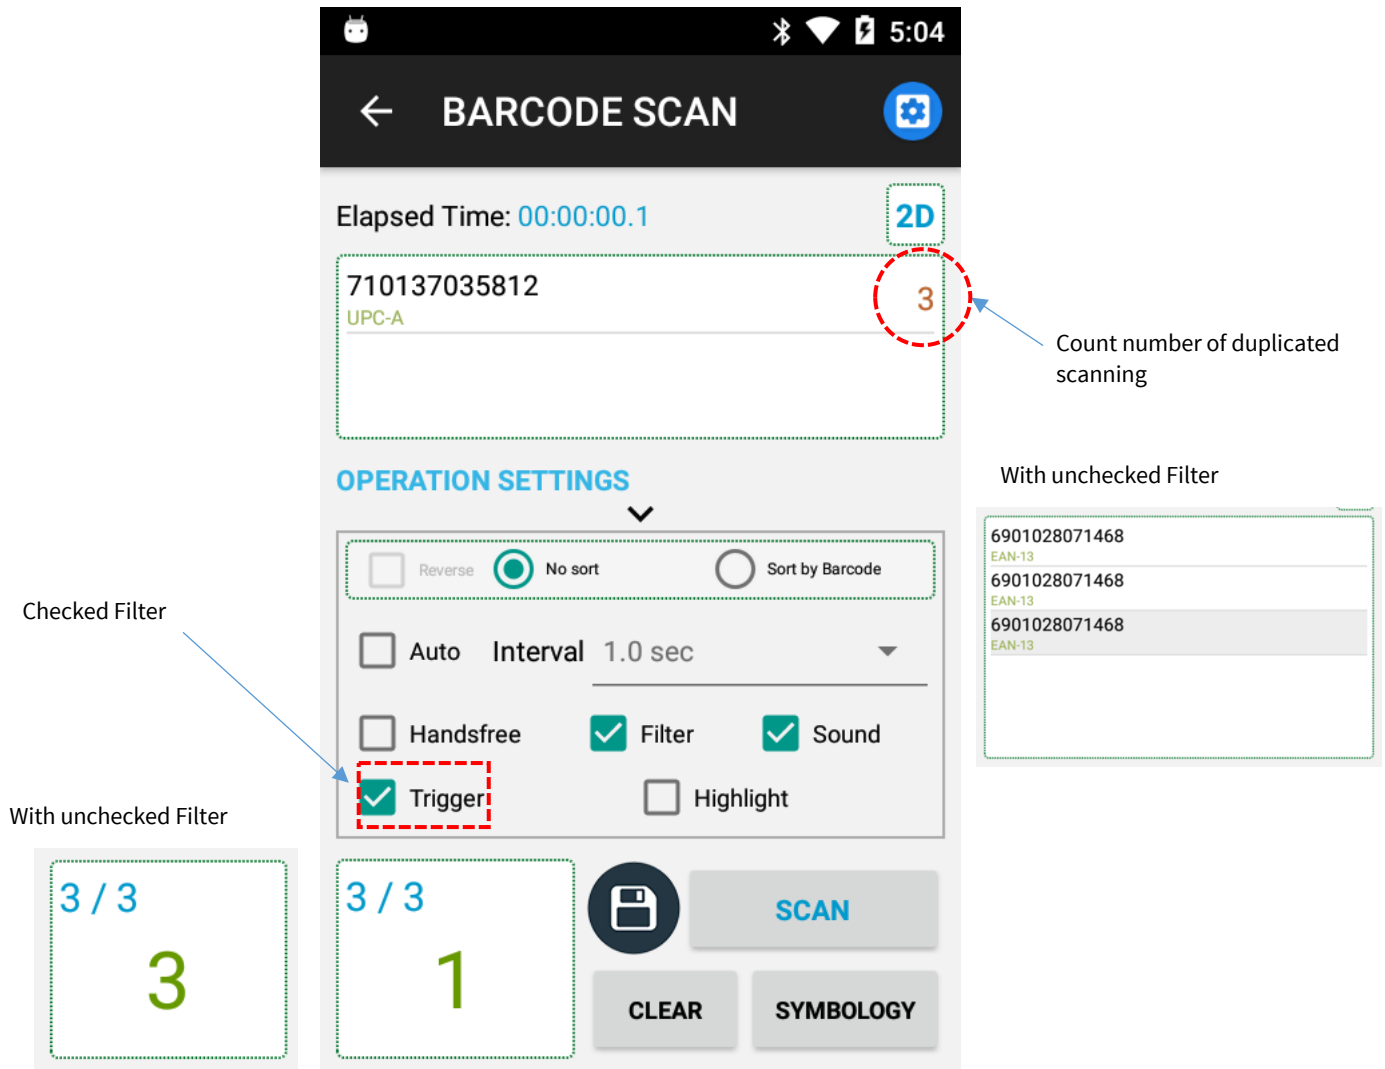 5:04
BARCODE SCAN
Elapsed Time: 00:00:00.1
2D
710137035812
3
UPC-A
Count number of duplicated
scanning
OPERATION SETTINGS
With unchecked Filter
6901028071468
EAN-13
6901028071468
EAN-13
6901028071468
EAN-13
Reverse No sort Sort by Barcode
Checked Filter
Auto Interval 1.0 sec
Handsfree Filter Sound
Trigger Highlight
With unchecked Filter
3 / 3
3
3 / 3
1
SCAN
CLEAR SYMBOLOGY